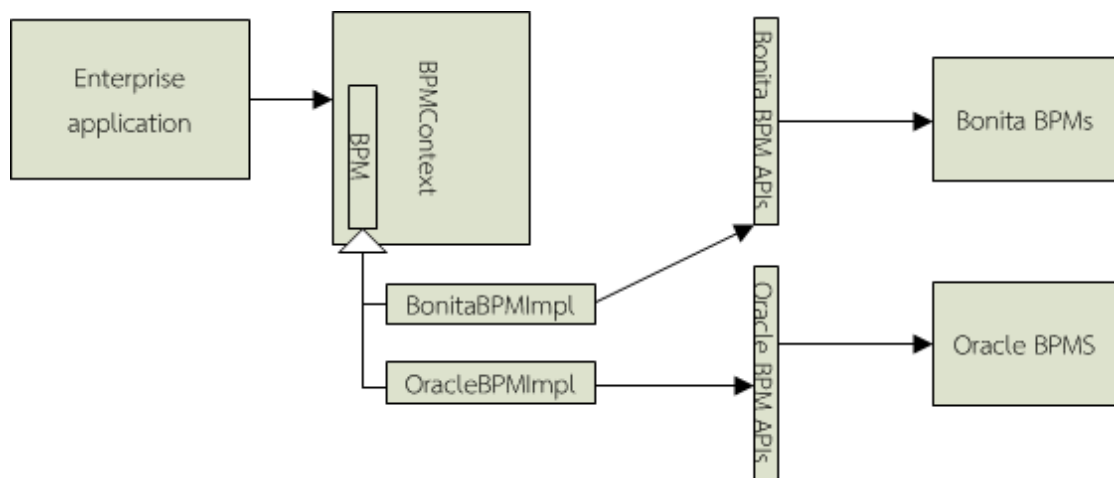 Enterprise
application
BPMContext
BPM
BonitaBPMImpl
OracleBPMImpl
Bonita BPM APIs
Oracle BPM APIs
Bonita BPMs
Oracle BPMS